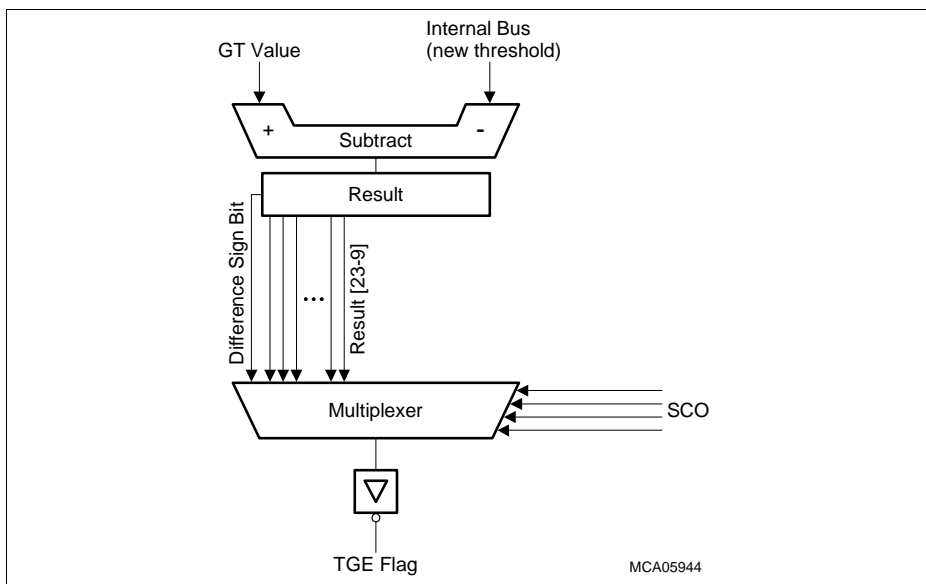 GT Value
Internal Bus
(new threshold)
+
-
Subtract
Result
Difference Sign Bit
...
Result [23-9]
Multiplexer
SCO
TGE Flag
MCA05944